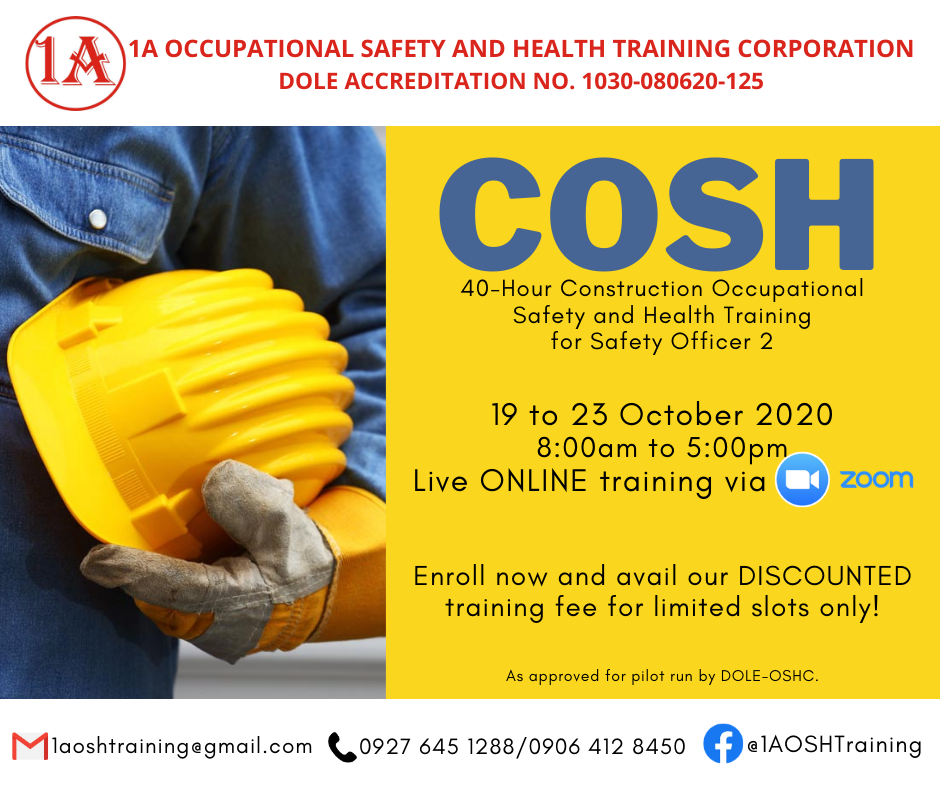 1A
1A OCCUPATIONAL SAFETY AND HEALTH TRAINING CORPORATION
DOLE ACCREDITATION NO. 1030-080620-125
COSH
40-Hour Construction Occupational
Safety and Health Training
for Safety Officer 2
19 to 23 October 2020
8:00am to 5:00pm
Live ONLINE training via zoom
Enroll now and avail our DISCOUNTED
training fee for limited slots only!
As approved for pilot run by DOLE-OSHC.
1aoshtraining@gmail.com 0927 645 1288/0906 412 8450 @1AOSHTraining